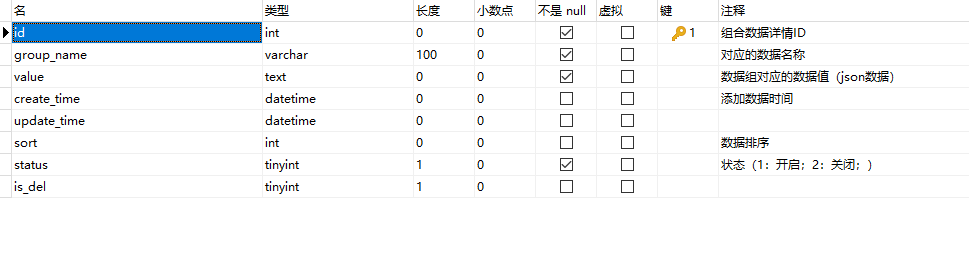 名 类型 长度 小数点 不是 null 虚拟 键 注释
id int 0 0 1 组合数据详情ID
group_name varchar 100 0 对应的数据名称
value text 0 0 数据组对应的数据值（json数据）
create_time datetime 0 0 添加数据时间
update_time datetime 0 0
sort int 0 0 数据排序
status tinyint 1 0 状态（1：开启；2：关闭；）
is_del tinyint 1 0